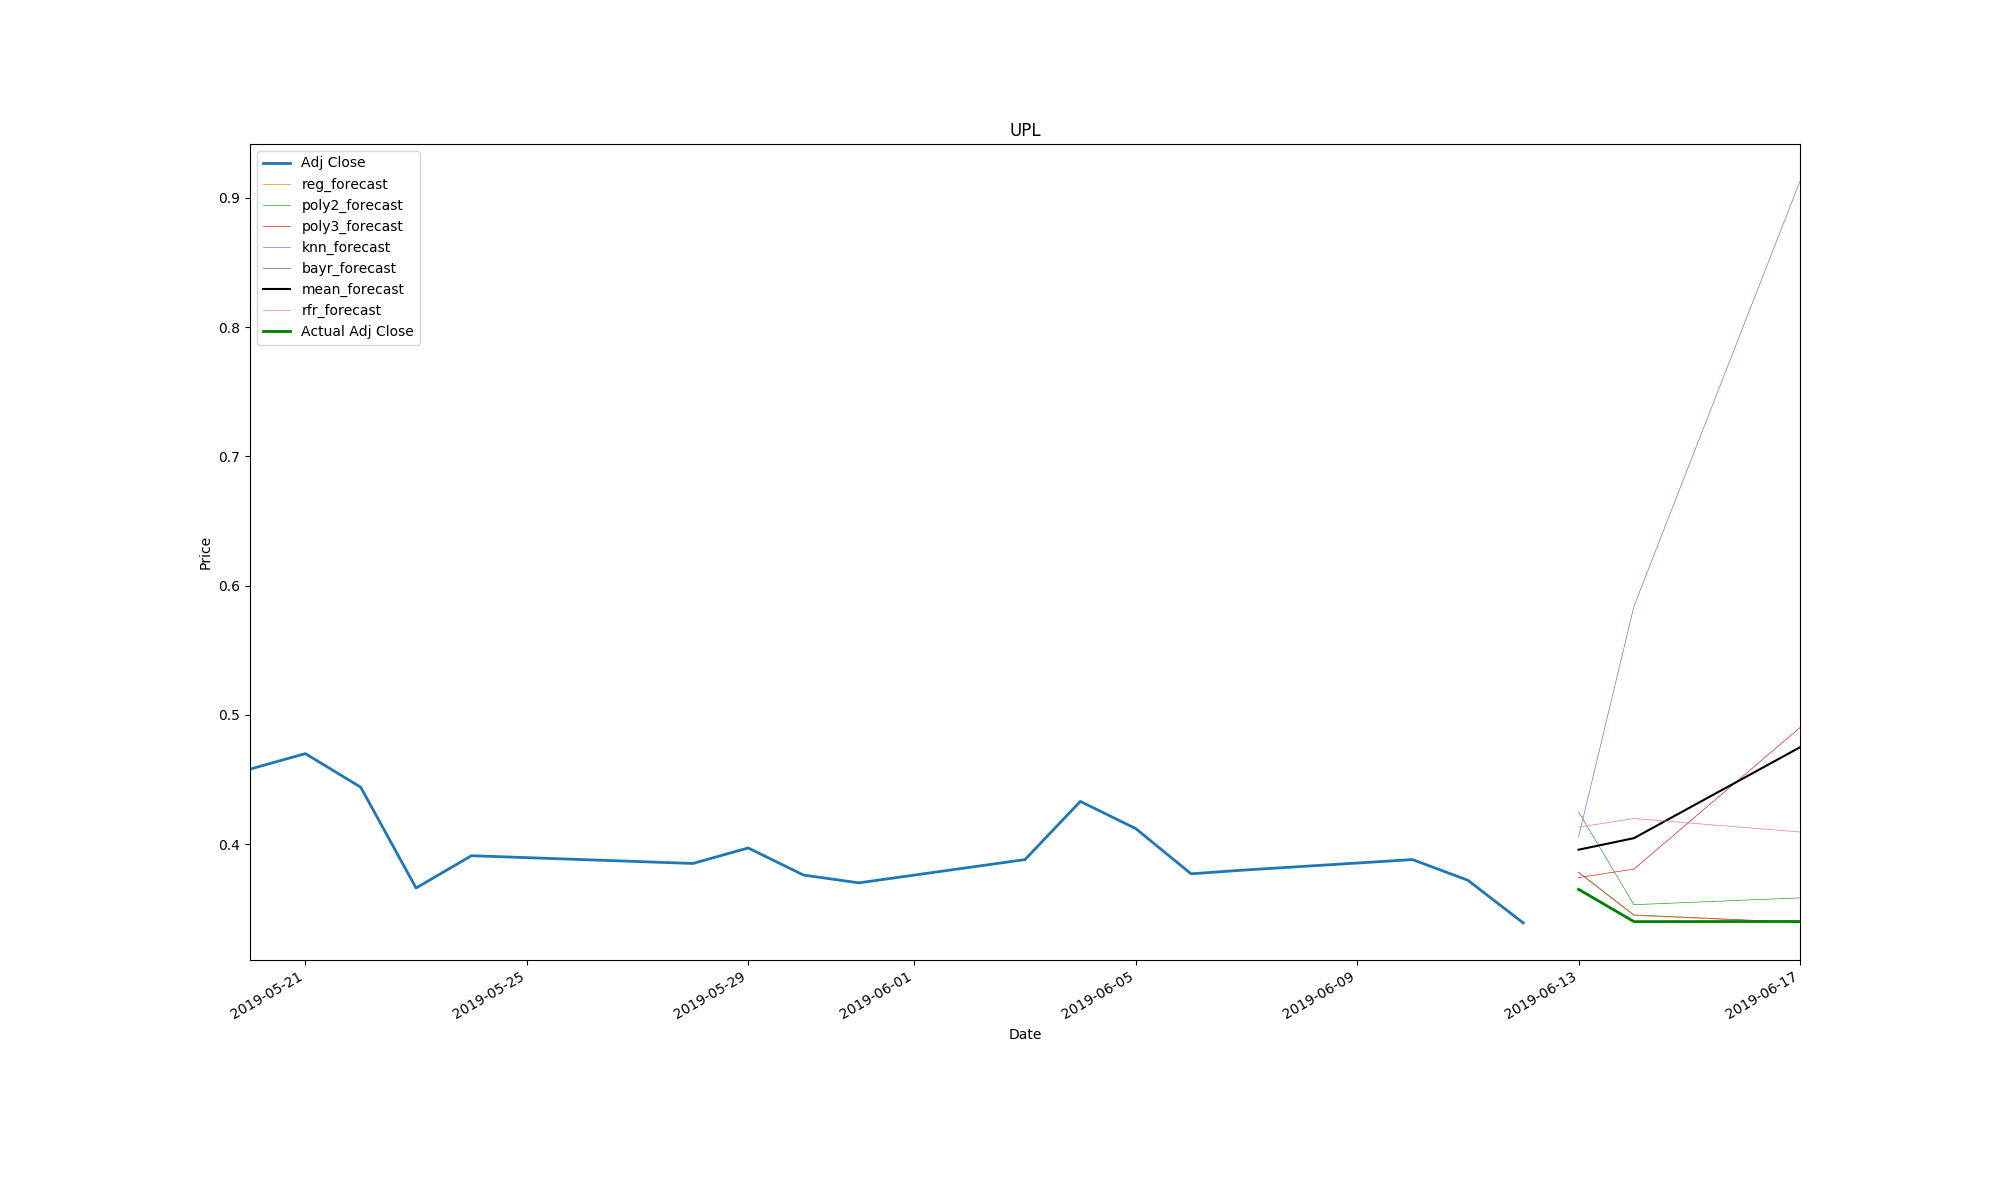 UPL
Adj Close
reg_forecast
poly2_forecast
poly3_forecast
knn_forecast
bayr_forecast
mean_forecast
rfr_forecast
Actual Adj Close
0.9
0.8
0.7
0.6
0.5
0.4
Price
2019-05-21
2019-05-25
2019-05-29
2019-06-01
2019-06-05
2019-06-09
2019-06-13
2019-06-17
Date